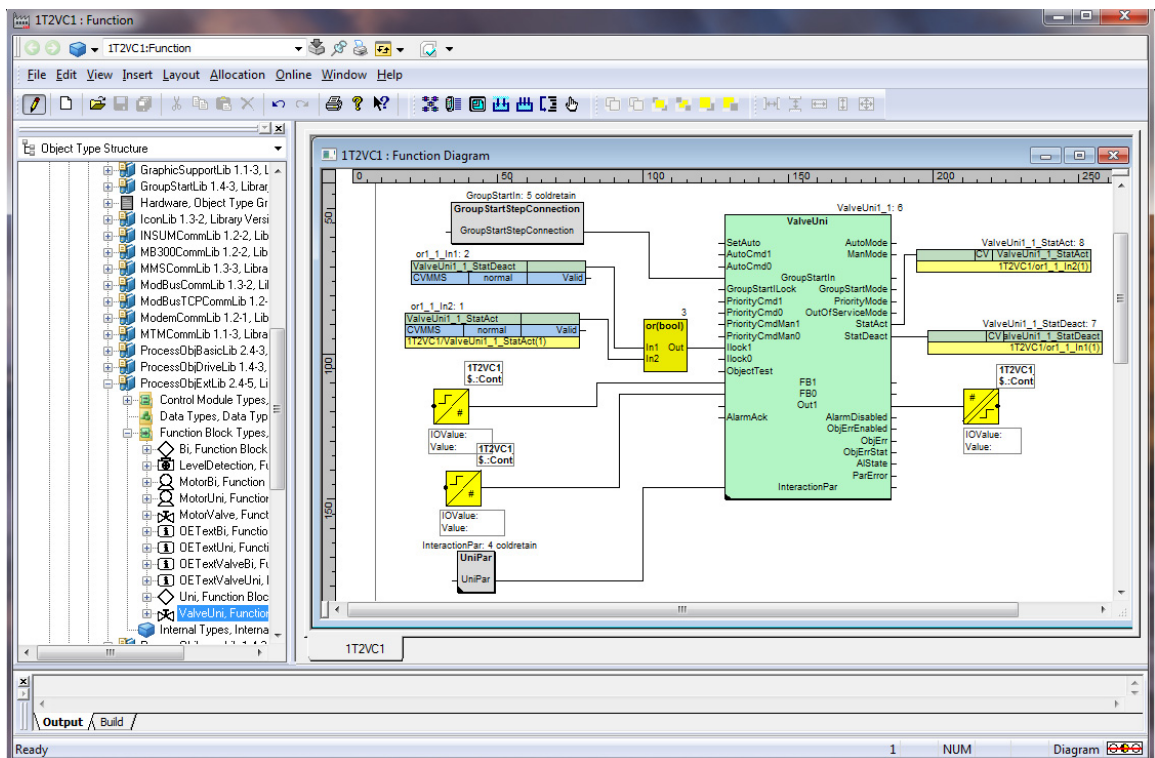 1T2VC1 : Function
1T2VC1:Function
File Edit View Insert Layout Allocation Online Window Help
Object Type Structure
GraphicSupportLib 1.1-3, L
GroupStartLib 1.4-3, Librar
Hardware, Object Type Gr
IconLib 1.3-2, Library Versi
INSUMCommLib 1.2-2, Lib
MB300CommLib 1.2-2, Lib
MMSCommLib 1.3-3, Libra
ModBusCommLib 1.3-2, Lil
ModBusTCPCommLib 1.2-
ModemCommLib 1.2-1, Lib
MTMCommLib 1.1-3, Libra
ProcessObjBasicLib 2.4-3,
ProcessObjDriveLib 1.4-3,
ProcessObjExtLib 2.4-5, Li
Control Module Types,
Data Types, Data Typ
Function Block Types,
Bi, Function Block
LevelDetection, Fu
MotorBi, Function
MotorUni, Function
MotorValve, Funct
OETextBi, Functio
OETextUni, Functi
OETextValveBi, Fu
OETextValveUni, I
Uni, Function Bloc
ValveUni, Function
Internal Types, Interna
1T2VC1 : Function Diagram
0 50 100 150 200 250
50
100
150
GroupStartIn: 5 coldretain
GroupStartStepConnection
GroupStartStepConnection
or1_1_In1: 2
ValveUni1_1_StatDeact
CVMMS normal Valid
or1_1_In2: 1
ValveUni1_1_StatAct
CVMMS normal Valid
1T2VC1/ValveUni1_1_StatAct(1)
3
or(bool)
In1 Out
In2
1T2VC1
$.:Cont
#
IOValue:
Value:
1T2VC1
$.:Cont
#
IOValue:
Value:
InteractionPar: 4 coldretain
UniPar
UniPar
ValveUni1_1: 6
ValveUni
SetAuto AutoMode
AutoCmd1 ManMode
AutoCmd0
GroupStartIn
GroupStartILock GroupStartMode
PriorityCmd1 PriorityMode
PriorityCmd0 OutOfServiceMode
PriorityCmdMan1 StatAct
PriorityCmdMan0 StatDeact
Ilock1
Ilock0
ObjectTest
FB1
FB0
Out1
AlarmAck AlarmDisabled
ObjErrEnabled
ObjErr
ObjErrStat
AlState
ParError
InteractionPar
ValveUni1_1_StatAct: 8
CV ValveUni1_1_StatAct
1T2VC1/or1_1_In2(1)
ValveUni1_1_StatDeact: 7
CV ValveUni1_1_StatDeact
1T2VC1/or1_1_In1(1)
1T2VC1
$.:Cont
#
IOValue:
Value:
1T2VC1
Output Build
Ready 1 NUM Diagram